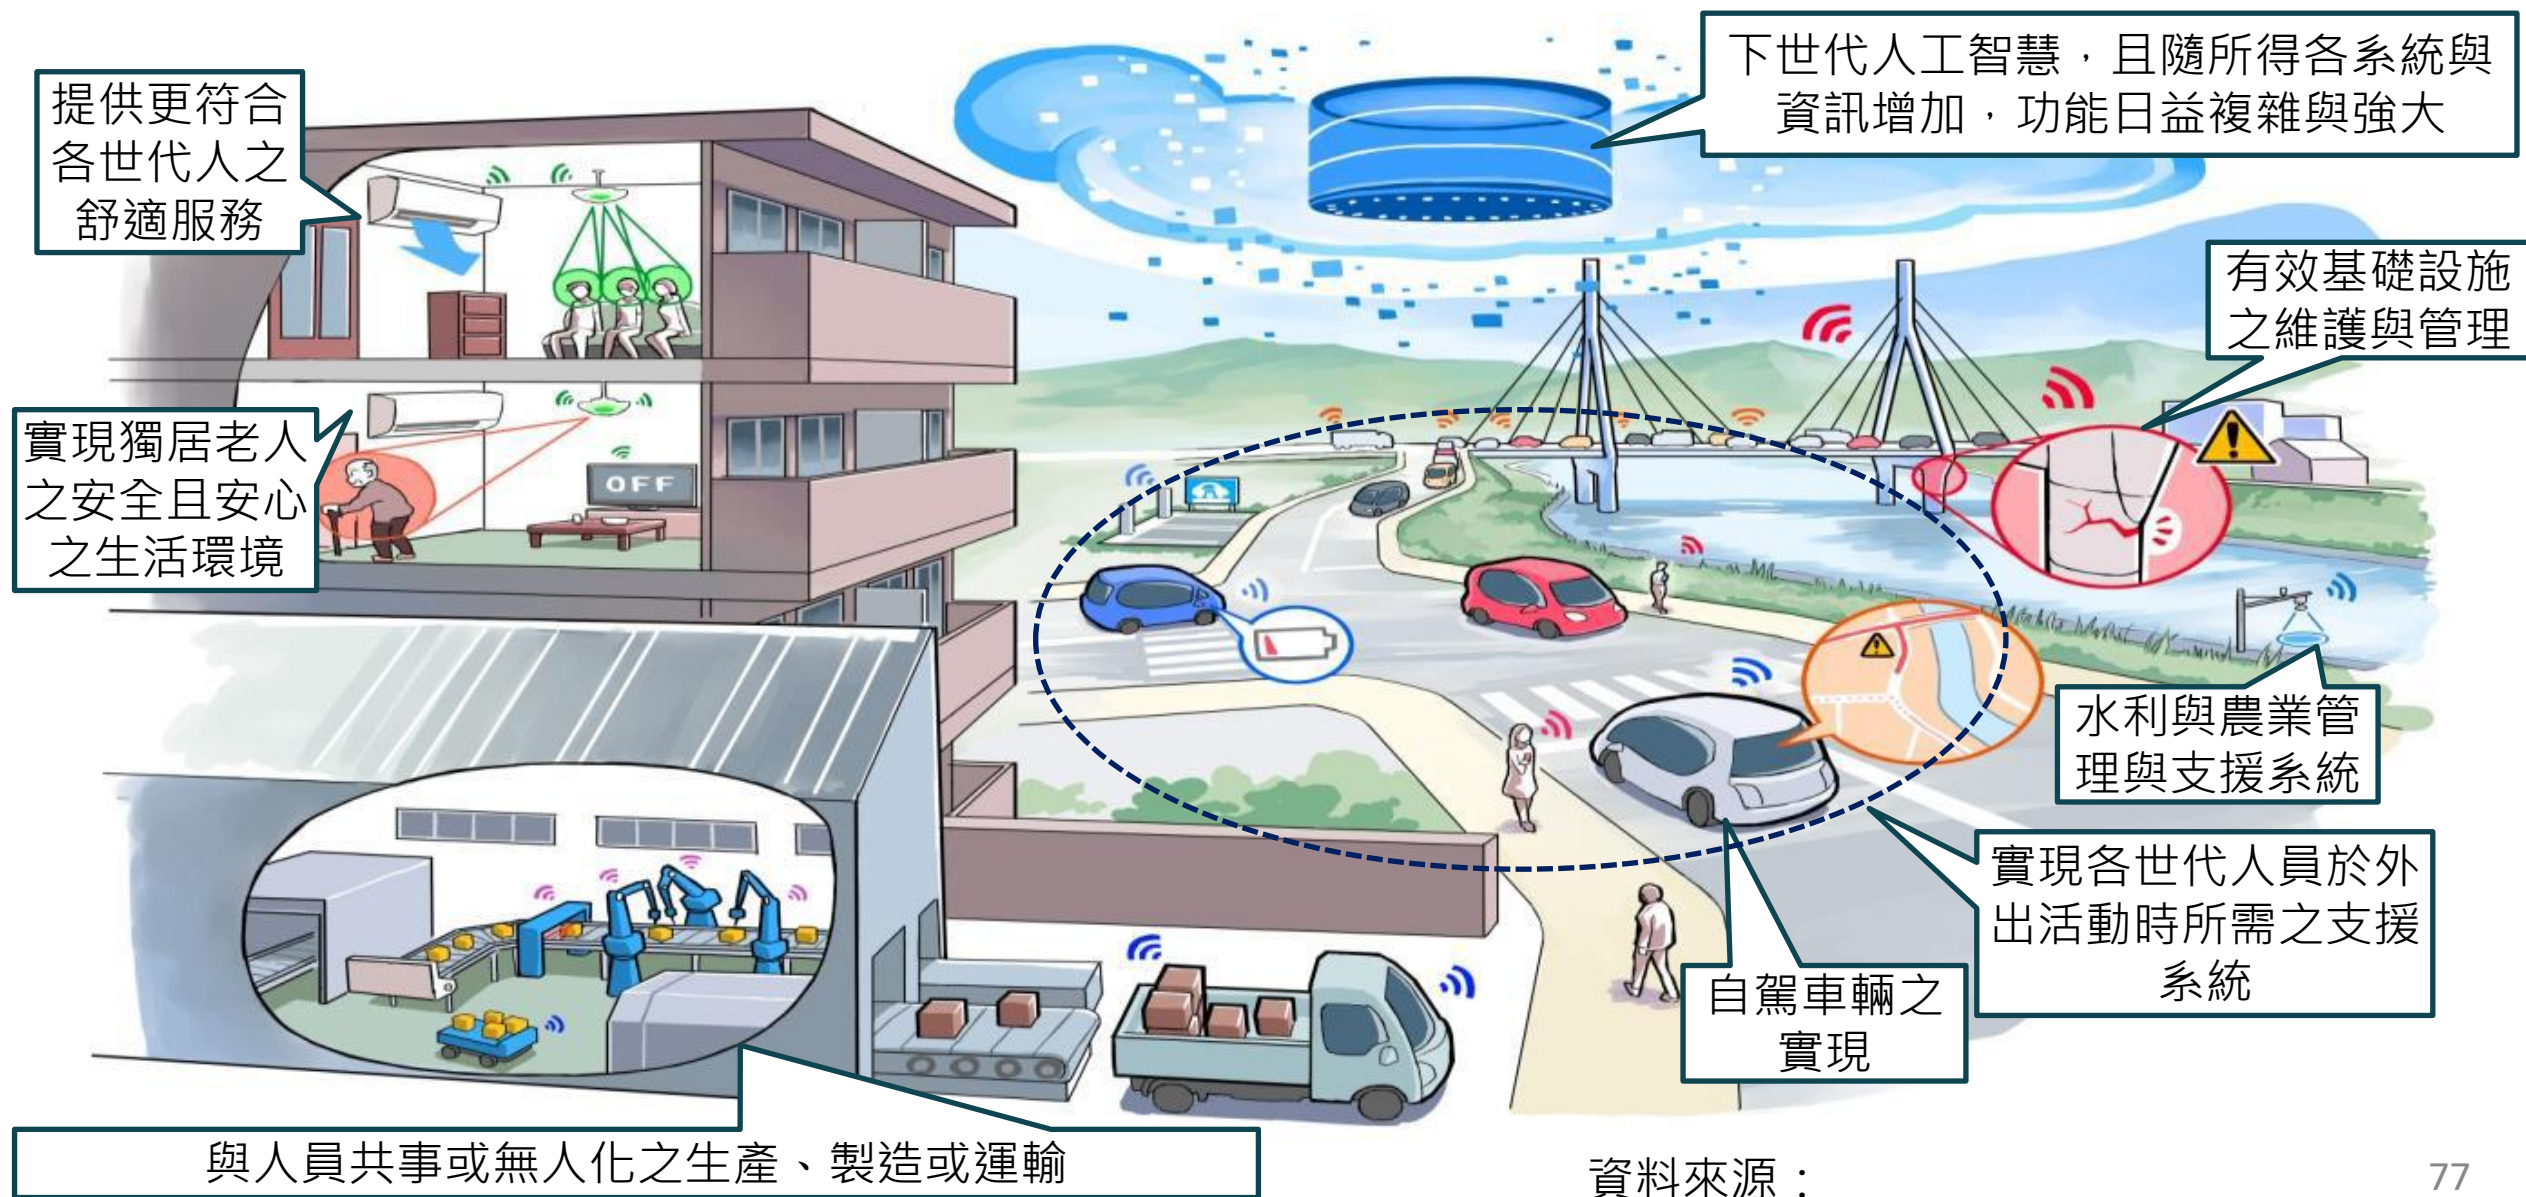 提供更符合
各世代人之
舒適服務
下世代人工智慧，且隨所得各系統與
資訊增加，功能日益複雜與強大
有效基礎設施
之維護與管理
實現獨居老人
之安全且安心
之生活環境
OFF
水利與農業管
理與支援系統
實現各世代人員於外
出活動時所需之支援
系統
自駕車輛之
實現
與人員共事或無人化之生產、製造或運輸
資料來源：
77